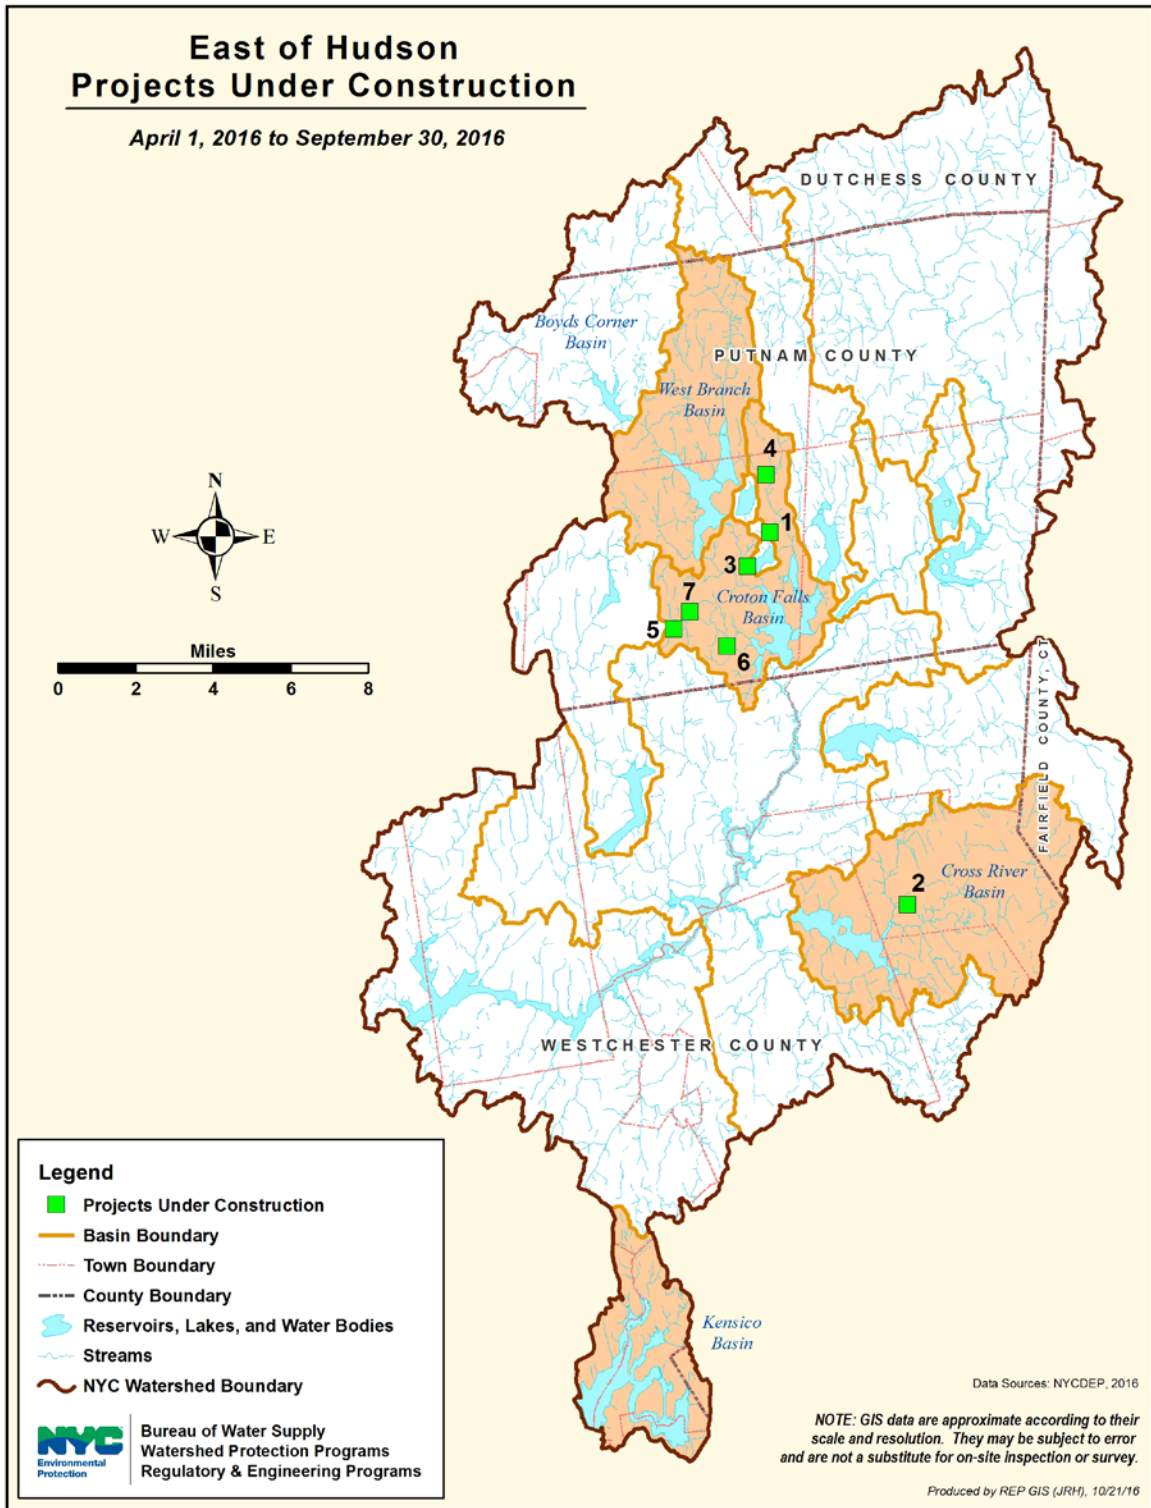 East of Hudson
Projects Under Construction
April 1, 2016 to September 30, 2016
DUTCHESS COUNTY
Boyds Corner
Basin
PUTNAM COUNTY
West Branch
Basin
4
1
3
Croton Falls
Basin
7
5
6
N
W
E
S
Miles
0 2 4 6 8
FAIRFIELD COUNTY, CT
Cross River
Basin
2
WESTCHESTER COUNTY
Kensico
Basin
Legend
Projects Under Construction
Basin Boundary
Town Boundary
County Boundary
Reservoirs, Lakes, and Water Bodies
Streams
NYC Watershed Boundary
NYC
Environmental
Protection
Bureau of Water Supply
Watershed Protection Programs
Regulatory & Engineering Programs
Data Sources: NYCDEP, 2016
NOTE: GIS data are approximate according to their
scale and resolution. They may be subject to error
and are not a substitute for on-site inspection or survey.
Produced by REP GIS (JRH), 10/21/16